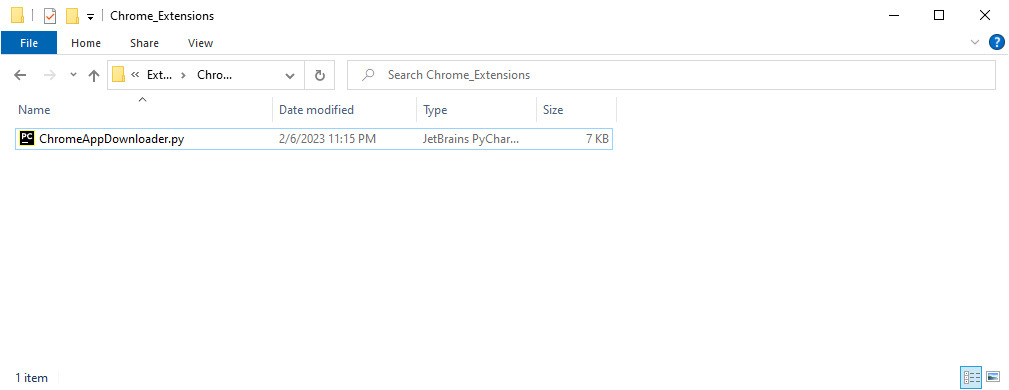 Chrome_Extensions
File Home Share View
?
« Ext... › Chro...
Search Chrome_Extensions
Name Date modified Type Size
PC ChromeAppDownloader.py 2/6/2023 11:15 PM JetBrains PyChar... 7 KB
1 item